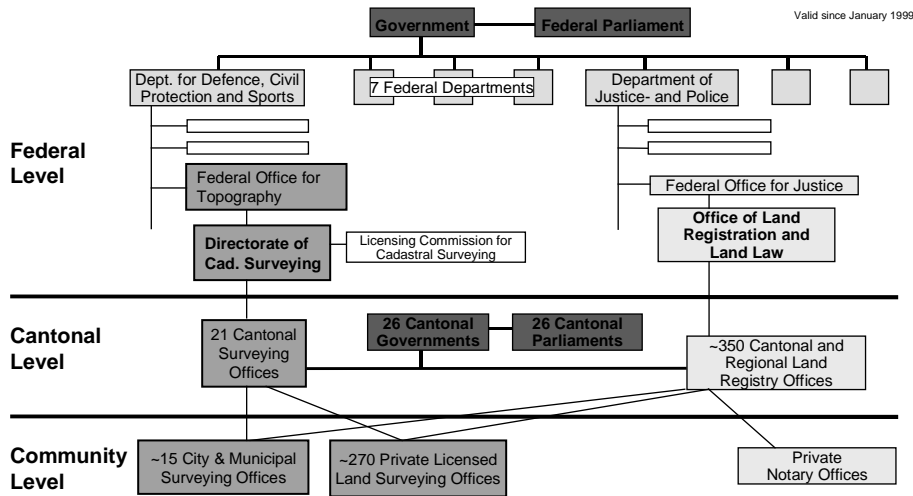 Valid since January 1999
Government
Federal Parliament
Dept. for Defence, Civil
Protection and Sports
7 Federal Departments
Department of
Justice- and Police
Federal
Level
Federal Office for
Topography
Federal Office for Justice
Directorate of
Cad. Surveying
Licensing Commission for
Cadastral Surveying
Office of Land
Registration and
Land Law
Cantonal
Level
21 Cantonal
Surveying
Offices
26 Cantonal
Governments
26 Cantonal
Parliaments
~350 Cantonal and
Regional Land
Registry Offices
Community
Level
~15 City & Municipal
Surveying Offices
~270 Private Licensed
Land Surveying Offices
Private
Notary Offices